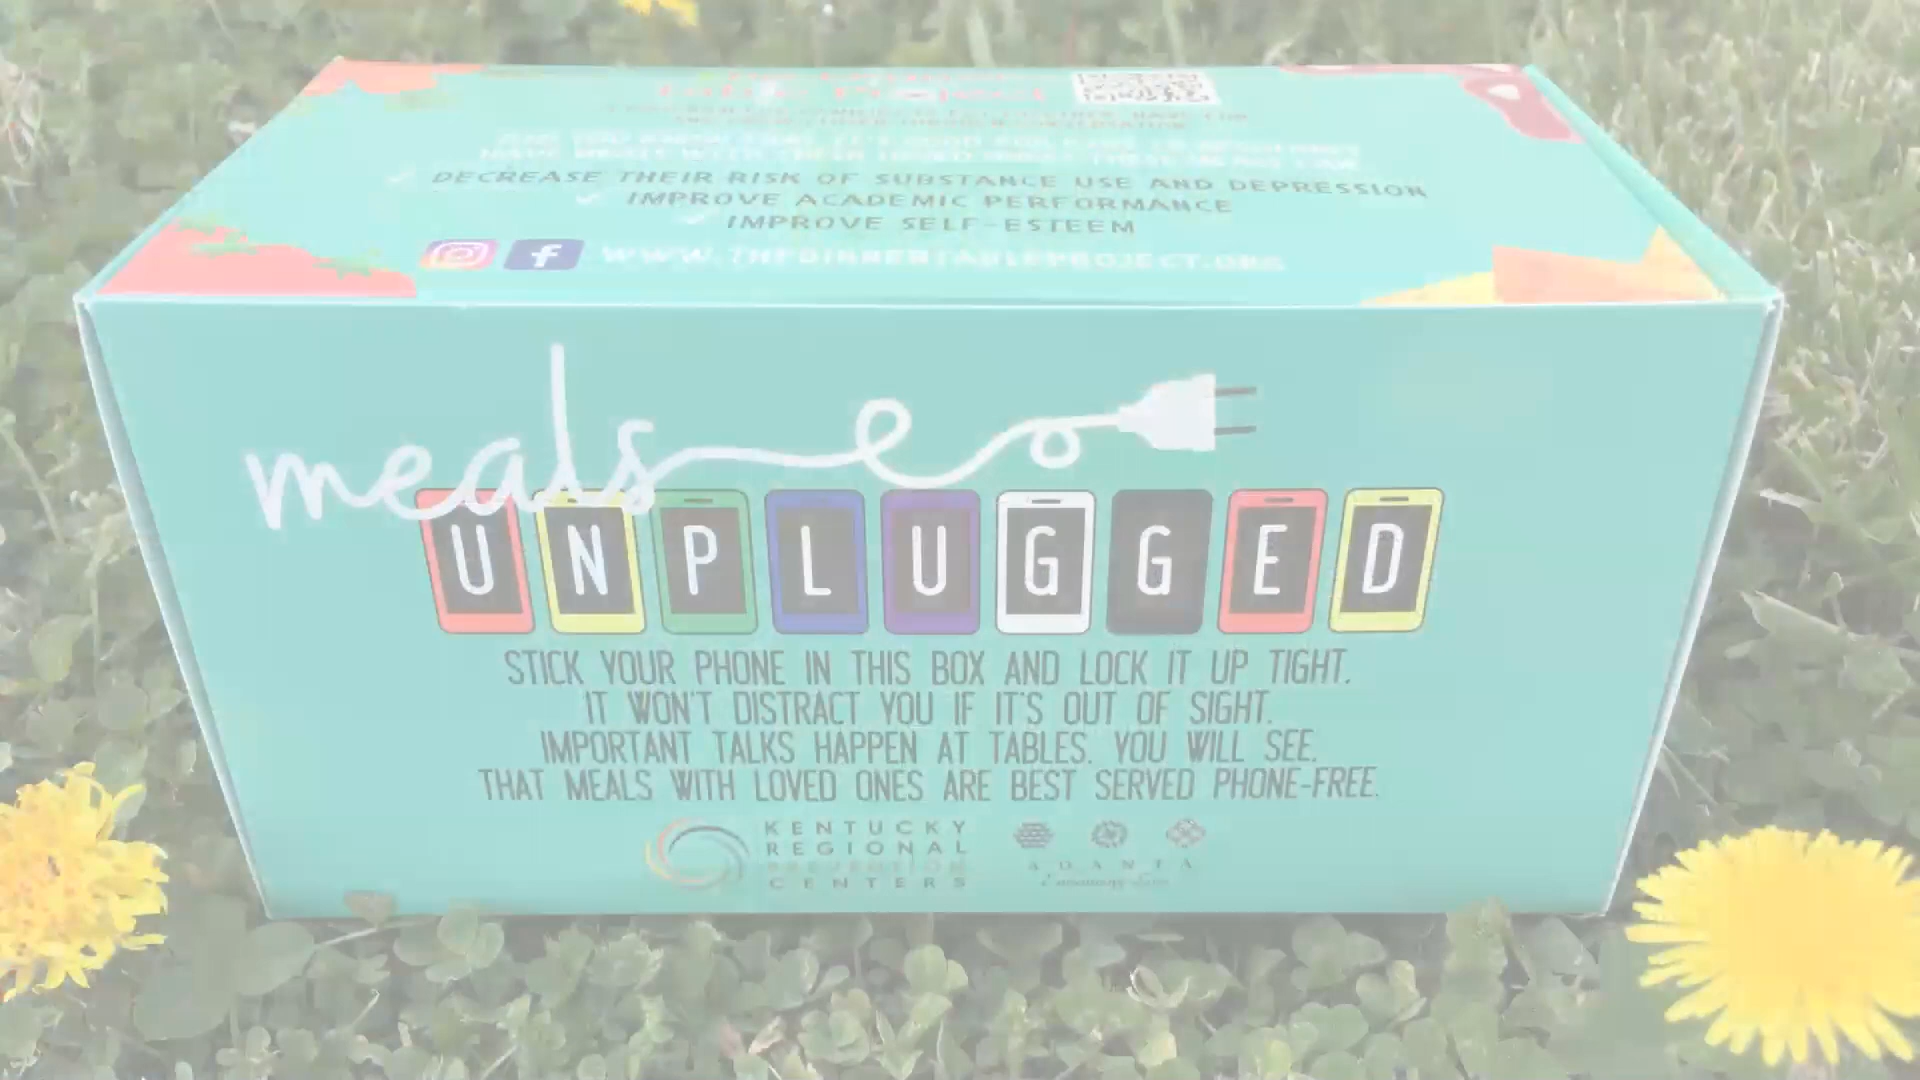 DECREASE THEIR RISK OF SUBSTANCE USE AND DEPRESSION
IMPROVE ACADEMIC PERFORMANCE
IMPROVE SELF-ESTEEM
WWW.THEDINNERTABLEPROJECT.ORG
meals
UNPLUGGED
STICK YOUR PHONE IN THIS BOX AND LOCK IT UP TIGHT.
IT WON'T DISTRACT YOU IF IT'S OUT OF SIGHT.
IMPORTANT TALKS HAPPEN AT TABLES. YOU WILL SEE.
THAT MEALS WITH LOVED ONES ARE BEST SERVED PHONE-FREE.
KENTUCKY
REGIONAL
PREVENTION
CENTERS
ADANTA